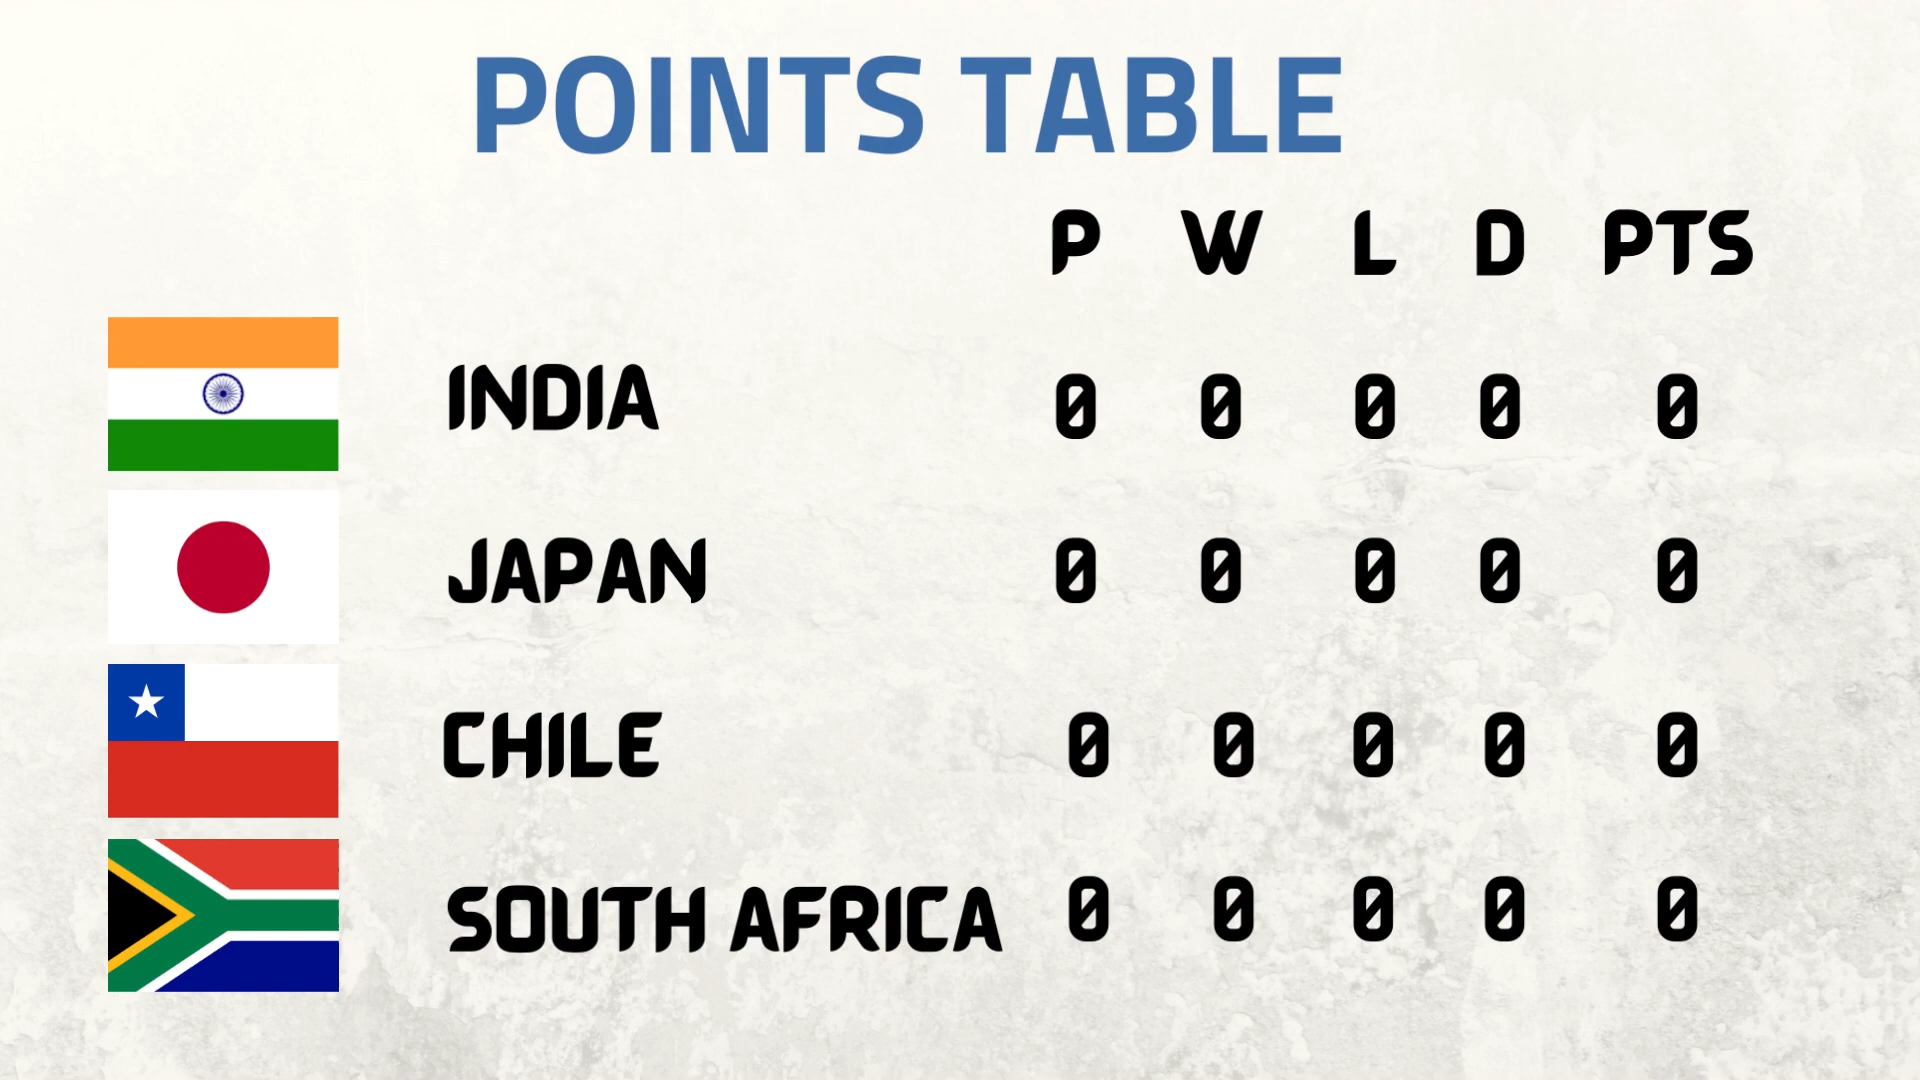 POINTS TABLE
P W L D PTS
INDIA 0 0 0 0 0
JAPAN 0 0 0 0 0
CHILE 0 0 0 0 0
SOUTH AFRICA 0 0 0 0 0